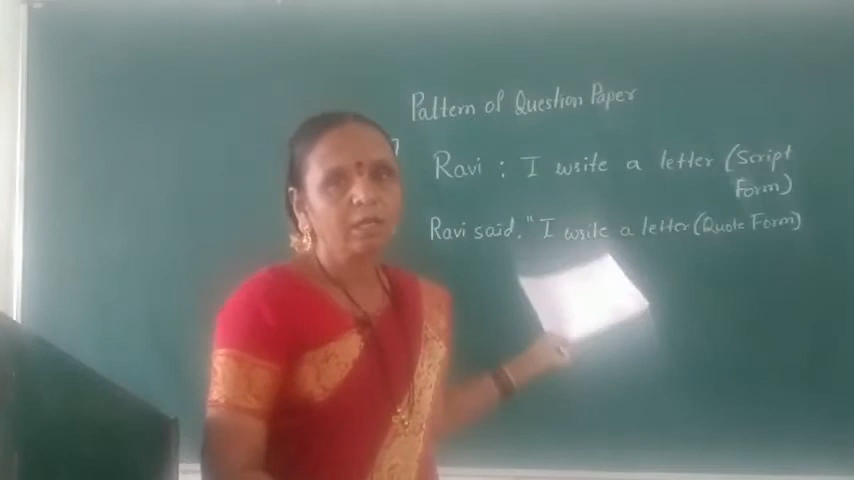 Pattern of Question Paper
Ravi : I write a letter (Script
Form)
Ravi said. "I write a letter (Quote Form)